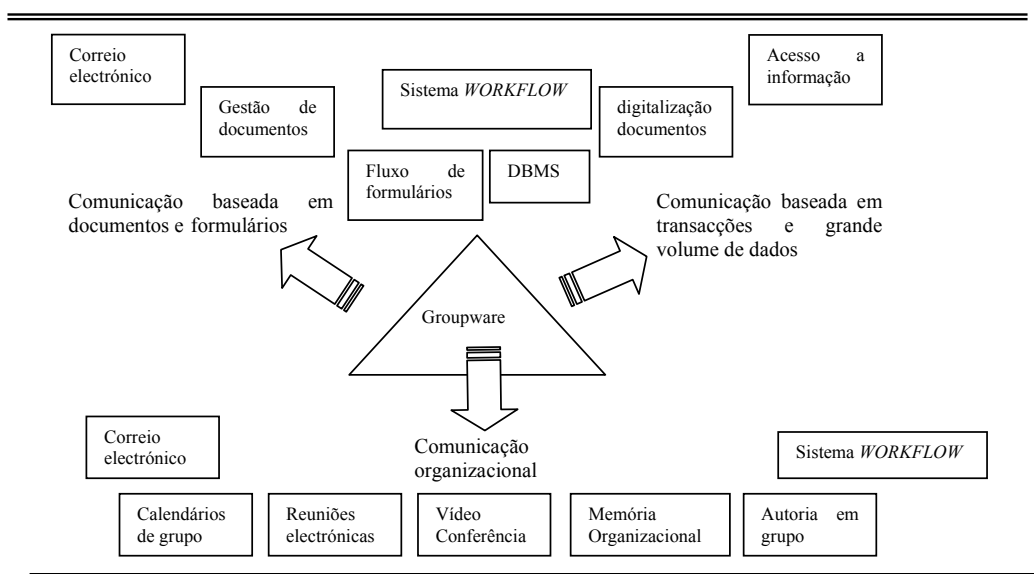 Correio
electrónico
Acesso a
informação
Sistema WORKFLOW
Gestão de
documentos
digitalização
documentos
Fluxo de
formulários
DBMS
Comunicação baseada em
documentos e formulários
Comunicação baseada em
transacções e grande
volume de dados
Groupware
Comunicação
organizacional
Correio
electrónico
Sistema WORKFLOW
Calendários
de grupo
Reuniões
electrónicas
Vídeo
Conferência
Memória
Organizacional
Autoria em
grupo